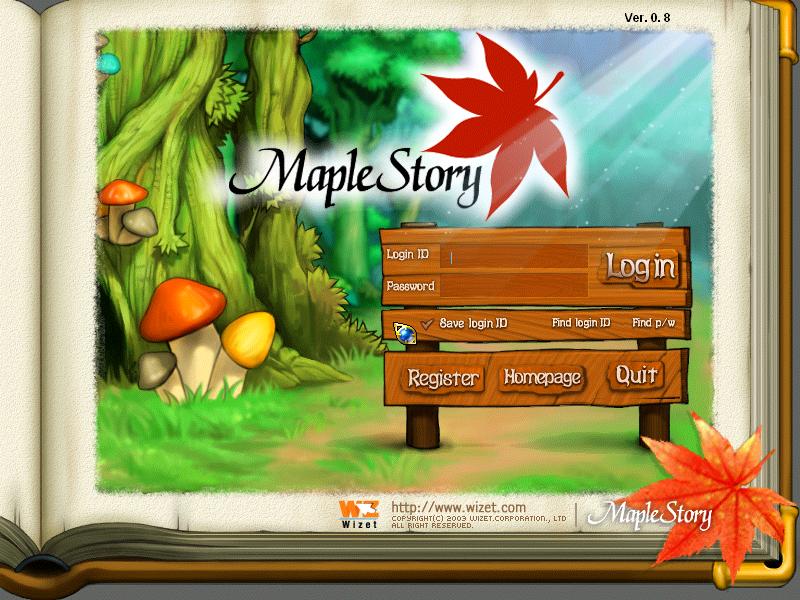 Ver. 0. 8
MapleStory
Login ID
Login
Password
Save login ID Find login ID Find p/w
Register Homepage Quit
WZ
Wizet
http://www.wizet.com
COPYRIGHT(C) 2003 WIZET.CORPORATION., LTD
ALL RIGHT RESERVED.
MapleStory